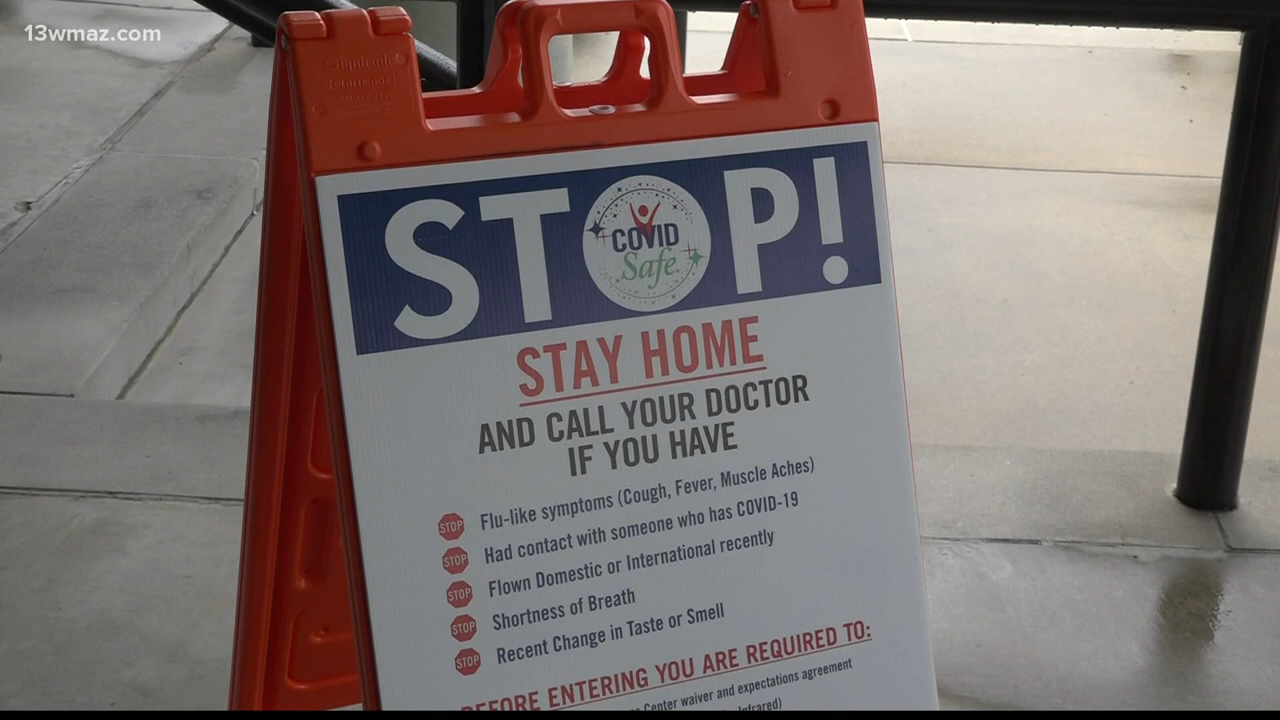 13wmaz.com
STOP!
COVID
Safe.
STAY HOME
AND CALL YOUR DOCTOR
IF YOU HAVE
STOP Flu-like symptoms (Cough, Fever, Muscle Aches)
STOP Had contact with someone who has COVID-19
STOP Flown Domestic or International recently
STOP Shortness of Breath
STOP Recent Change in Taste or Smell
BEFORE ENTERING YOU ARE REQUIRED TO:
Center waiver and expectations agreement
Infrared)